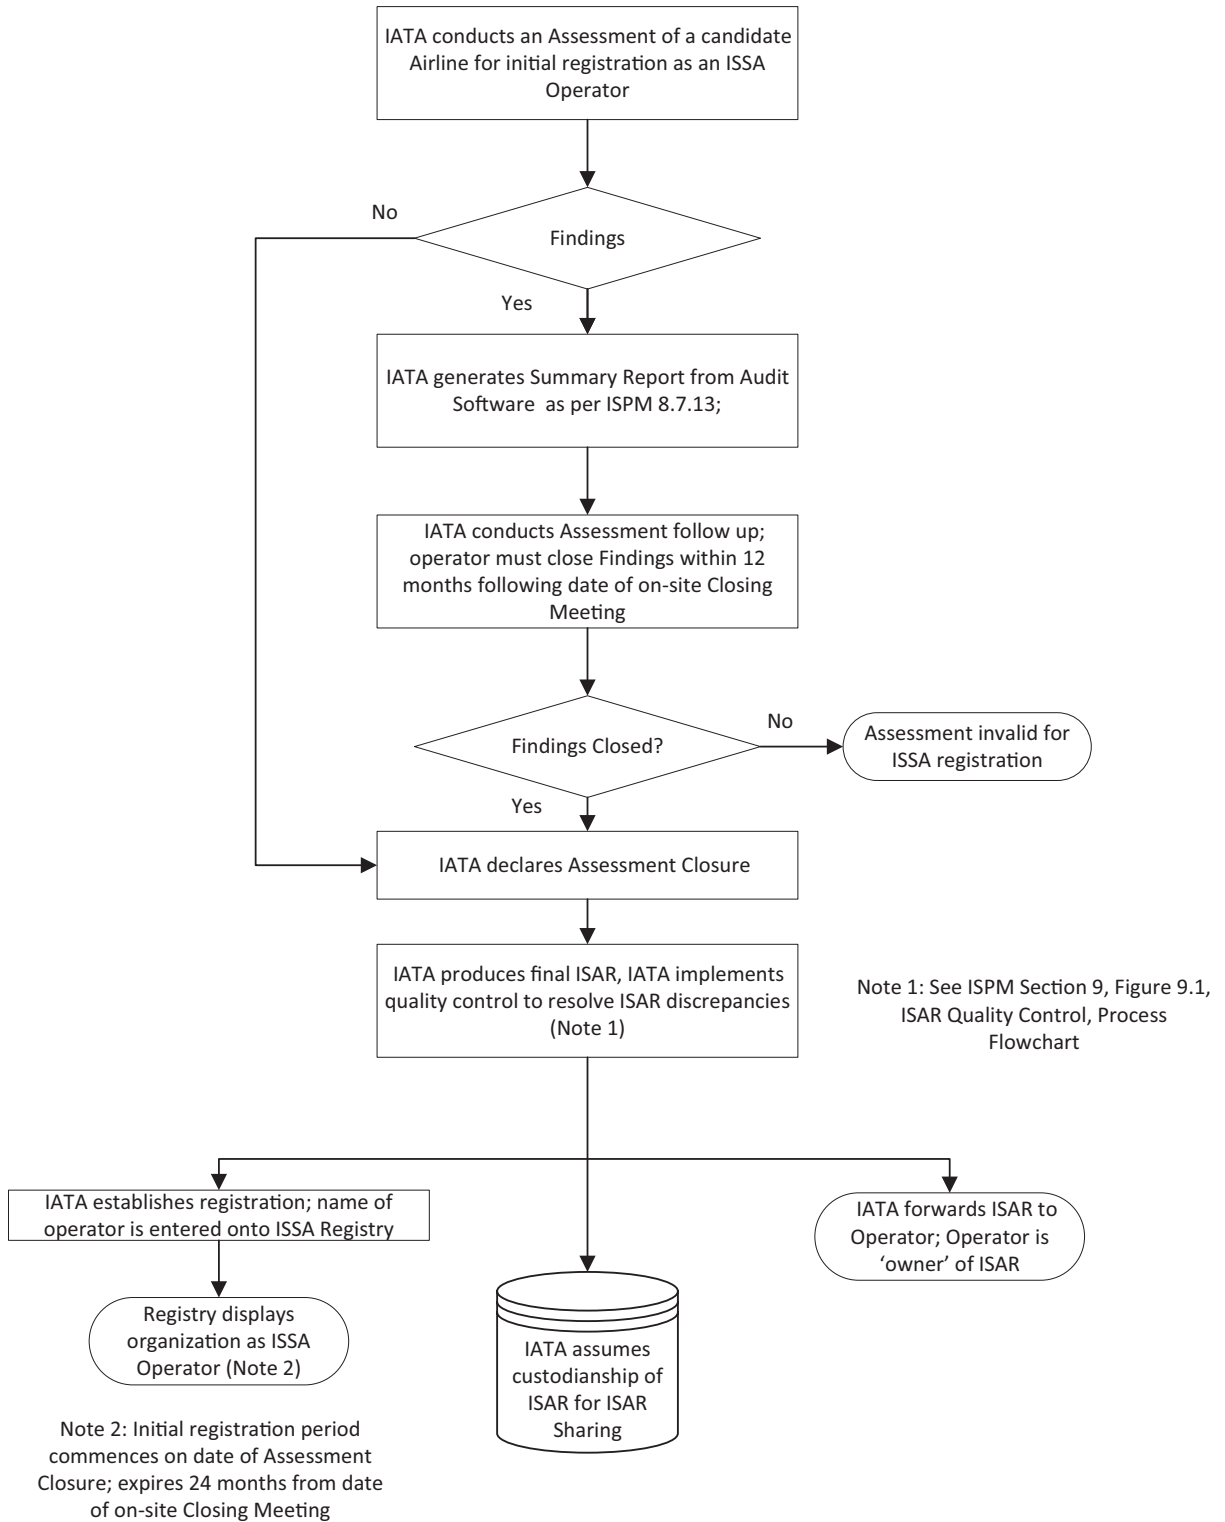 IATA conducts an Assessment of a candidate
Airline for initial registration as an ISSA
Operator
No
Findings
Yes
IATA generates Summary Report from Audit
Software as per ISPM 8.7.13;
IATA conducts Assessment follow up;
operator must close Findings within 12
months following date of on-site Closing
Meeting
No
Findings Closed?
Assessment invalid for
ISSA registration
Yes
IATA declares Assessment Closure
IATA produces final ISAR, IATA implements
quality control to resolve ISAR discrepancies
(Note 1)
Note 1: See ISPM Section 9, Figure 9.1,
ISAR Quality Control, Process
Flowchart
IATA establishes registration; name of
operator is entered onto ISSA Registry
IATA forwards ISAR to
Operator; Operator is
‘owner’ of ISAR
Registry displays
organization as ISSA
Operator (Note 2)
IATA assumes
custodianship of
ISAR for ISAR
Sharing
Note 2: Initial registration period
commences on date of Assessment
Closure; expires 24 months from date
of on-site Closing Meeting